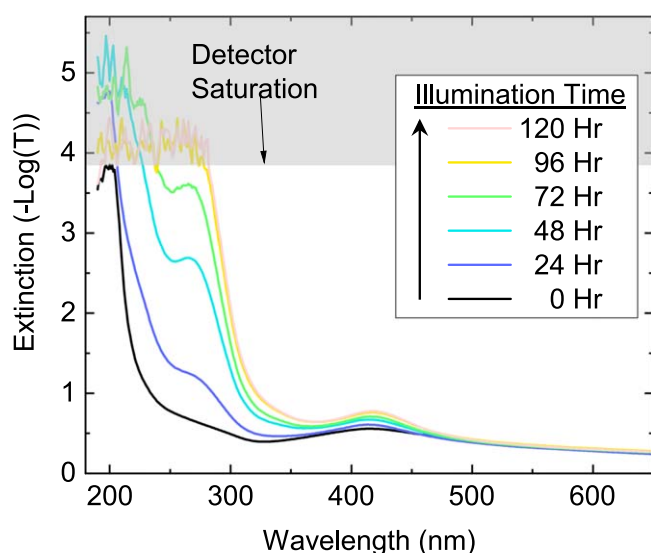 Extinction (-Log(T))
5
4
3
2
1
0
Detector
Saturation
Illumination Time
120 Hr
96 Hr
72 Hr
48 Hr
24 Hr
0 Hr
200 300 400 500 600
Wavelength (nm)